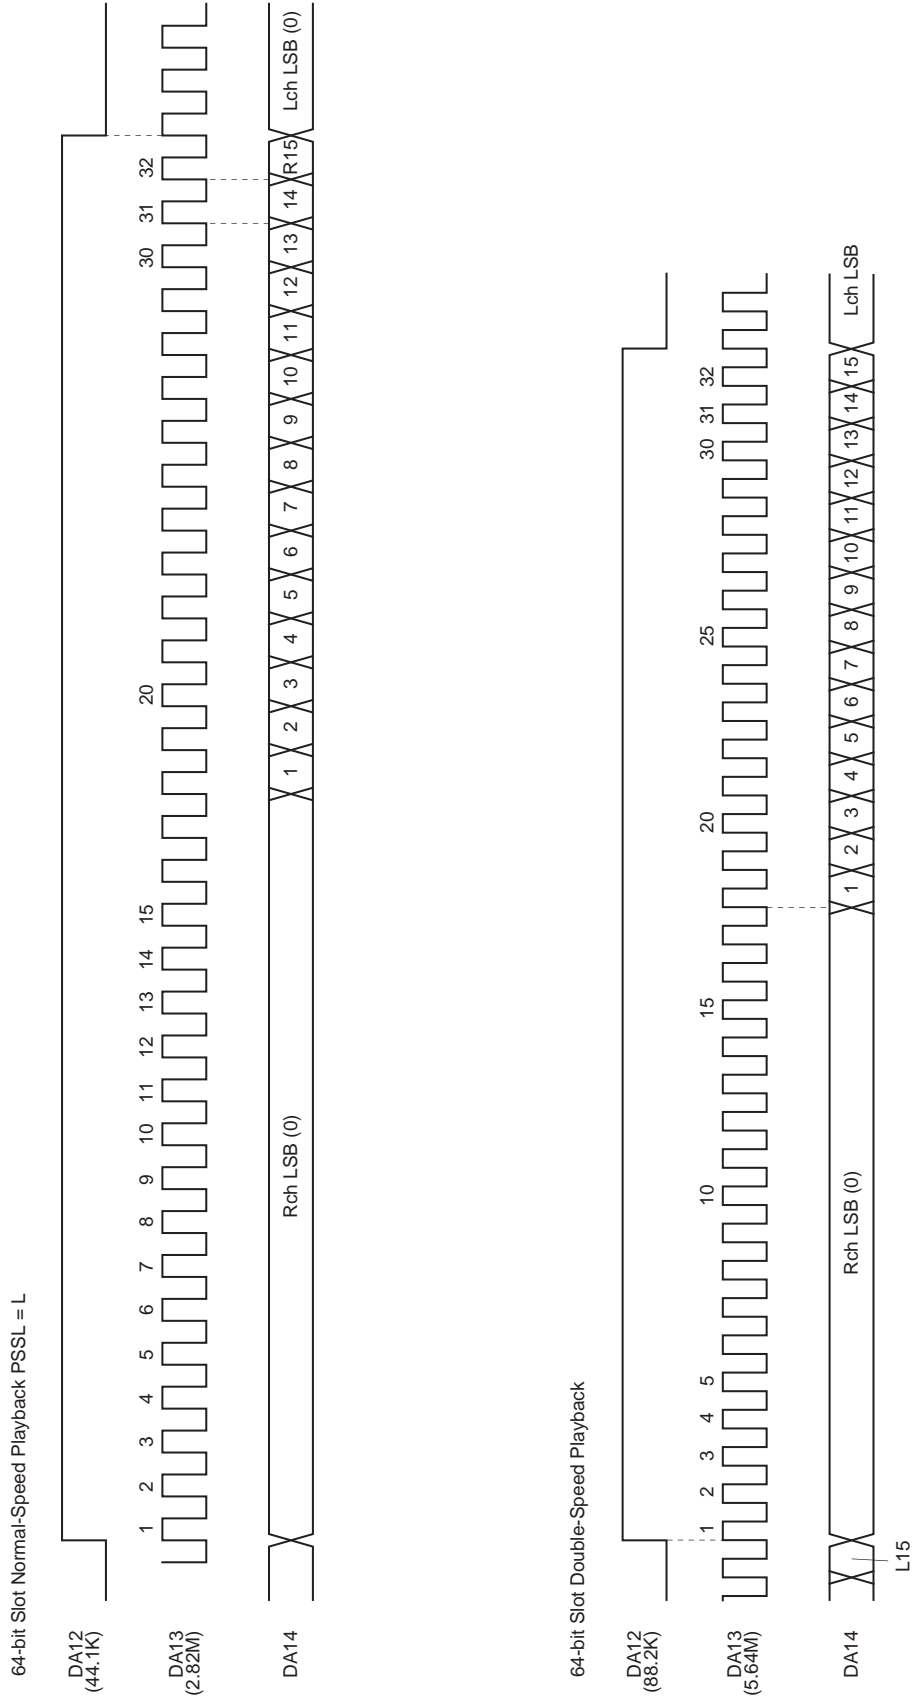 64-bit Slot Normal-Speed Playback PSSL = L
DA12
(44.1K)
1 2 3 4 5 6 7 8 9 10 11 12 13 14 15 20 30 31 32
DA13
(2.82M)
DA14 Rch LSB (0) 1 2 3 4 5 6 7 8 9 10 11 12 13 14 R15 Lch LSB (0)
64-bit Slot Double-Speed Playback
DA12
(88.2K)
1 2 3 4 5 10 15 20 25 30 31 32
DA13
(5.64M)
DA14 Rch LSB (0) 1 2 3 4 5 6 7 8 9 10 11 12 13 14 15 Lch LSB
L15